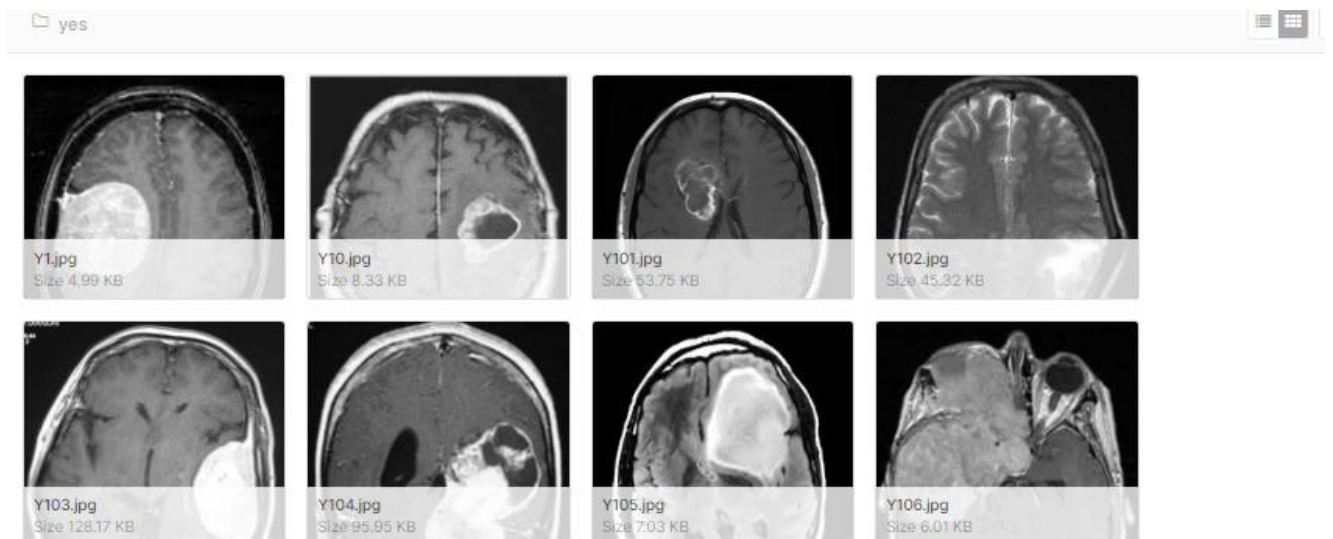 yes
Y1.jpg
Size 4.99 KB
Y10.jpg
Size 8.33 KB
Y101.jpg
Size 53.75 KB
Y102.jpg
Size 45.32 KB
Y103.jpg
Size 128.17 KB
Y104.jpg
Size 95.95 KB
Y105.jpg
Size 7.03 KB
Y106.jpg
Size 6.01 KB